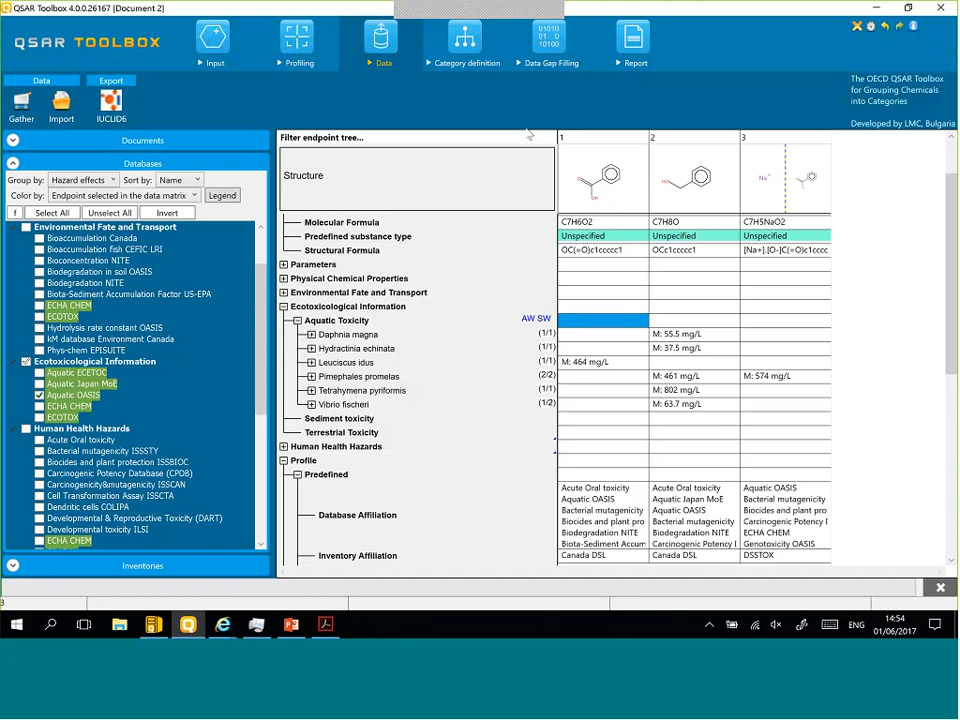 QSAR Toolbox 4.0.0.26167 [Document 2]
QSAR TOOLBOX
Input
Profiling
Data
Category definition
01010
01 0
10100
Data Gap Filling
Report
Data
Export
Gather
Import
IUCLID6
The OECD QSAR Toolbox
for Grouping Chemicals
into Categories
Developed by LMC, Bulgaria
Documents
Databases
Group by: Hazard effects Sort by: Name
Color by: Endpoint selected in the data matrix Legend
f Select All Unselect All Invert
Environmental Fate and Transport
Bioaccumulation Canada
Bioaccumulation fish CEFIC LRI
Bioconcentration NITE
Biodegradation in soil OASIS
Biodegradation NITE
Biota-Sediment Accumulation Factor US-EPA
ECHA CHEM
ECOTOX
Hydrolysis rate constant OASIS
kM database Environment Canada
Phys-chem EPISUITE
Ecotoxicological Information
Aquatic ECETOC
Aquatic Japan MoE
Aquatic OASIS
ECHA CHEM
ECOTOX
Human Health Hazards
Acute Oral toxicity
Bacterial mutagenicity ISSSTY
Biocides and plant protection ISSBIOC
Carcinogenic Potency Database (CPDB)
Carcinogenicity&mutagenicity ISSCAN
Cell Transformation Assay ISSCTA
Dendritic cells COLIPA
Developmental & Reproductive Toxicity (DART)
Developmental toxicity ILSI
ECHA CHEM
Inventories
Filter endpoint tree... 1 2 3
Structure
OH
HO
Na+
Molecular Formula C7H6O2 C7H8O C7H5NaO2
Predefined substance type Unspecified Unspecified Unspecified
Structural Formula OC(=O)c1ccccc1 OCc1ccccc1 [Na+].[O-]C(=O)c1cccc
Parameters
Physical Chemical Properties
Environmental Fate and Transport
Ecotoxicological Information
Aquatic Toxicity AW SW
Daphnia magna (1/1) M: 55.5 mg/L
Hydractinia echinata (1/1) M: 37.5 mg/L
Leuciscus idus (1/1) M: 464 mg/L
Pimephales promelas (2/2) M: 461 mg/L M: 574 mg/L
Tetrahymena pyriformis (1/1) M: 802 mg/L
Vibrio fischeri (1/2) M: 63.7 mg/L
Sediment toxicity
Terrestrial Toxicity
Human Health Hazards
Profile
Predefined
Database Affiliation
Acute Oral toxicity Acute Oral toxicity Aquatic OASIS
Aquatic OASIS Aquatic Japan MoE Bacterial mutagenicity
Bacterial mutagenicity Aquatic OASIS Biocides and plant pro
Biocides and plant pro Bacterial mutagenicity Carcinogenic Potency I
Biodegradation NITE Biodegradation NITE ECHA CHEM
Biota-Sediment Accum Carcinogenic Potency I Genotoxicity OASIS
Inventory Affiliation Canada DSL Canada DSL DSSTOX
3
ENG
14:54
01/06/2017